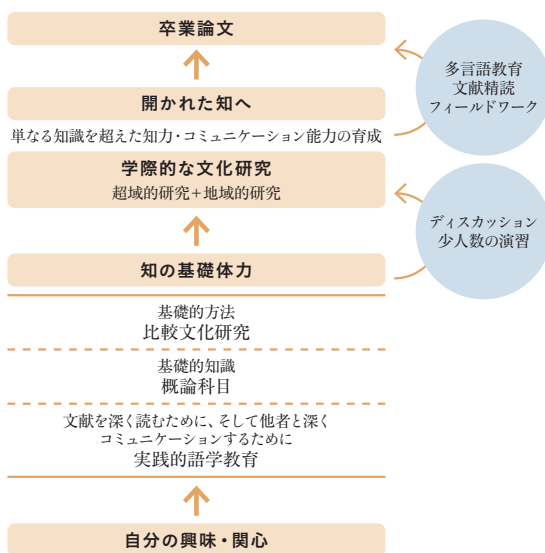 卒業論文
開かれた知へ
単なる知識を超えた知力・コミュニケーション能力の育成
多言語教育
文献精読
フィールドワーク
学際的な文化研究
超域的研究+地域的研究
知の基礎体力
ディスカッション
少人数の演習
基礎的方法
比較文化研究
基礎的知識
概論科目
文献を深く読むために、そして他者と深く
コミュニケーションするために
実践的語学教育
自分の興味・関心